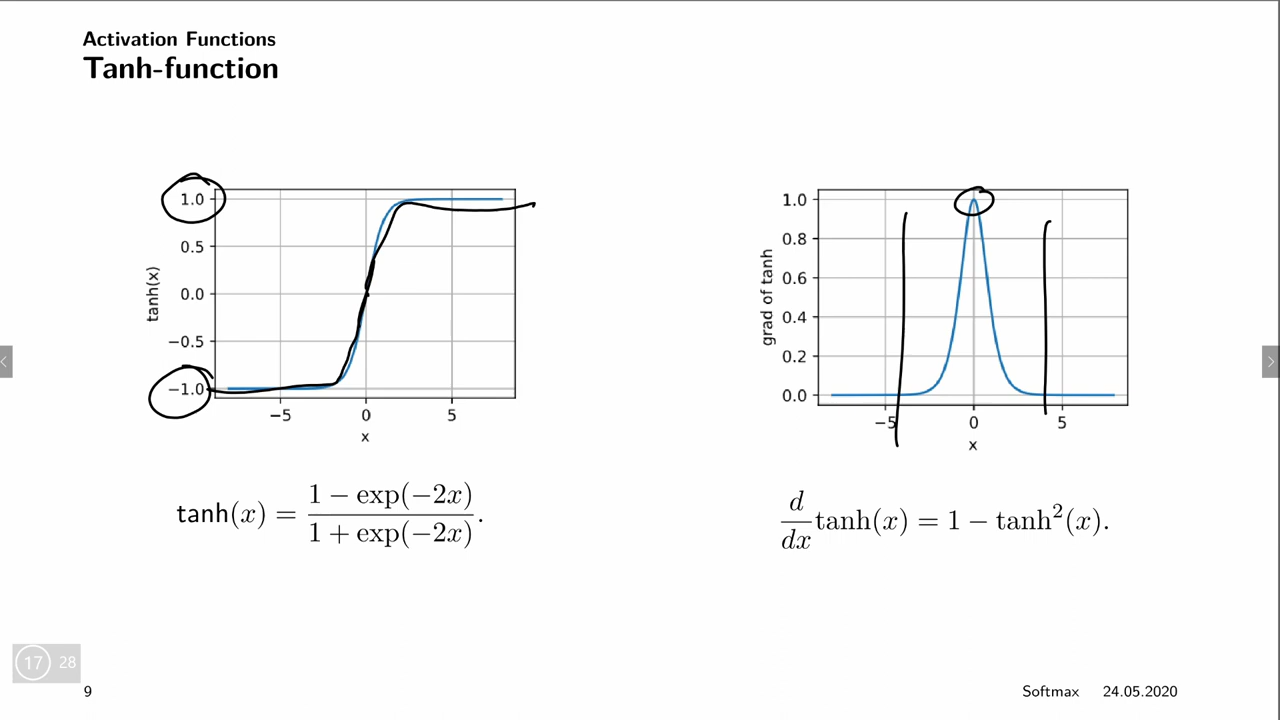 Activation Functions
Tanh-function
1.0
0.5
0.0
−0.5
−1.0
tanh(x)
−5 0 5
x
1.0
0.8
0.6
0.4
0.2
0.0
grad of tanh
−5 0 5
x
tanh(x) = \frac{1 − exp(−2x)}{1 + exp(−2x)}.
\frac{d}{dx} tanh(x) = 1 − tanh²(x).
17 28
9
Softmax 24.05.2020